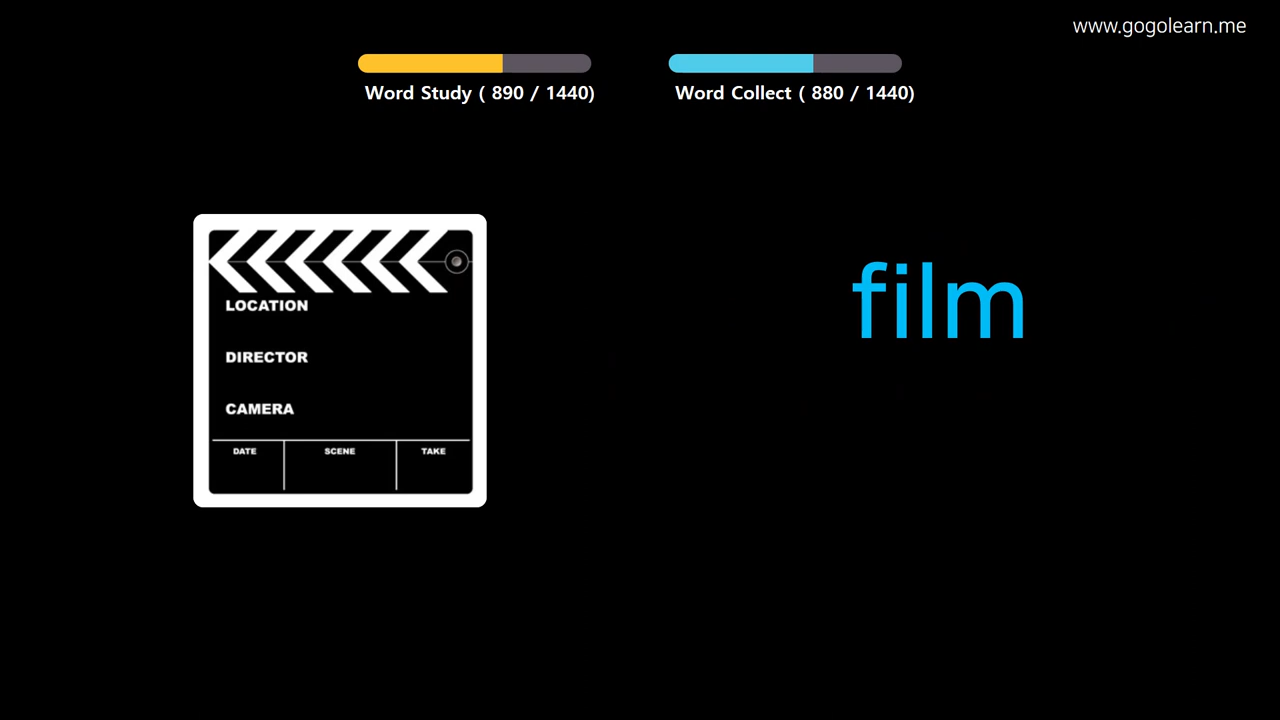 www.gogolearn.me
Word Study ( 890 / 1440)
Word Collect ( 880 / 1440)
LOCATION
DIRECTOR
CAMERA
DATE
SCENE
TAKE
film